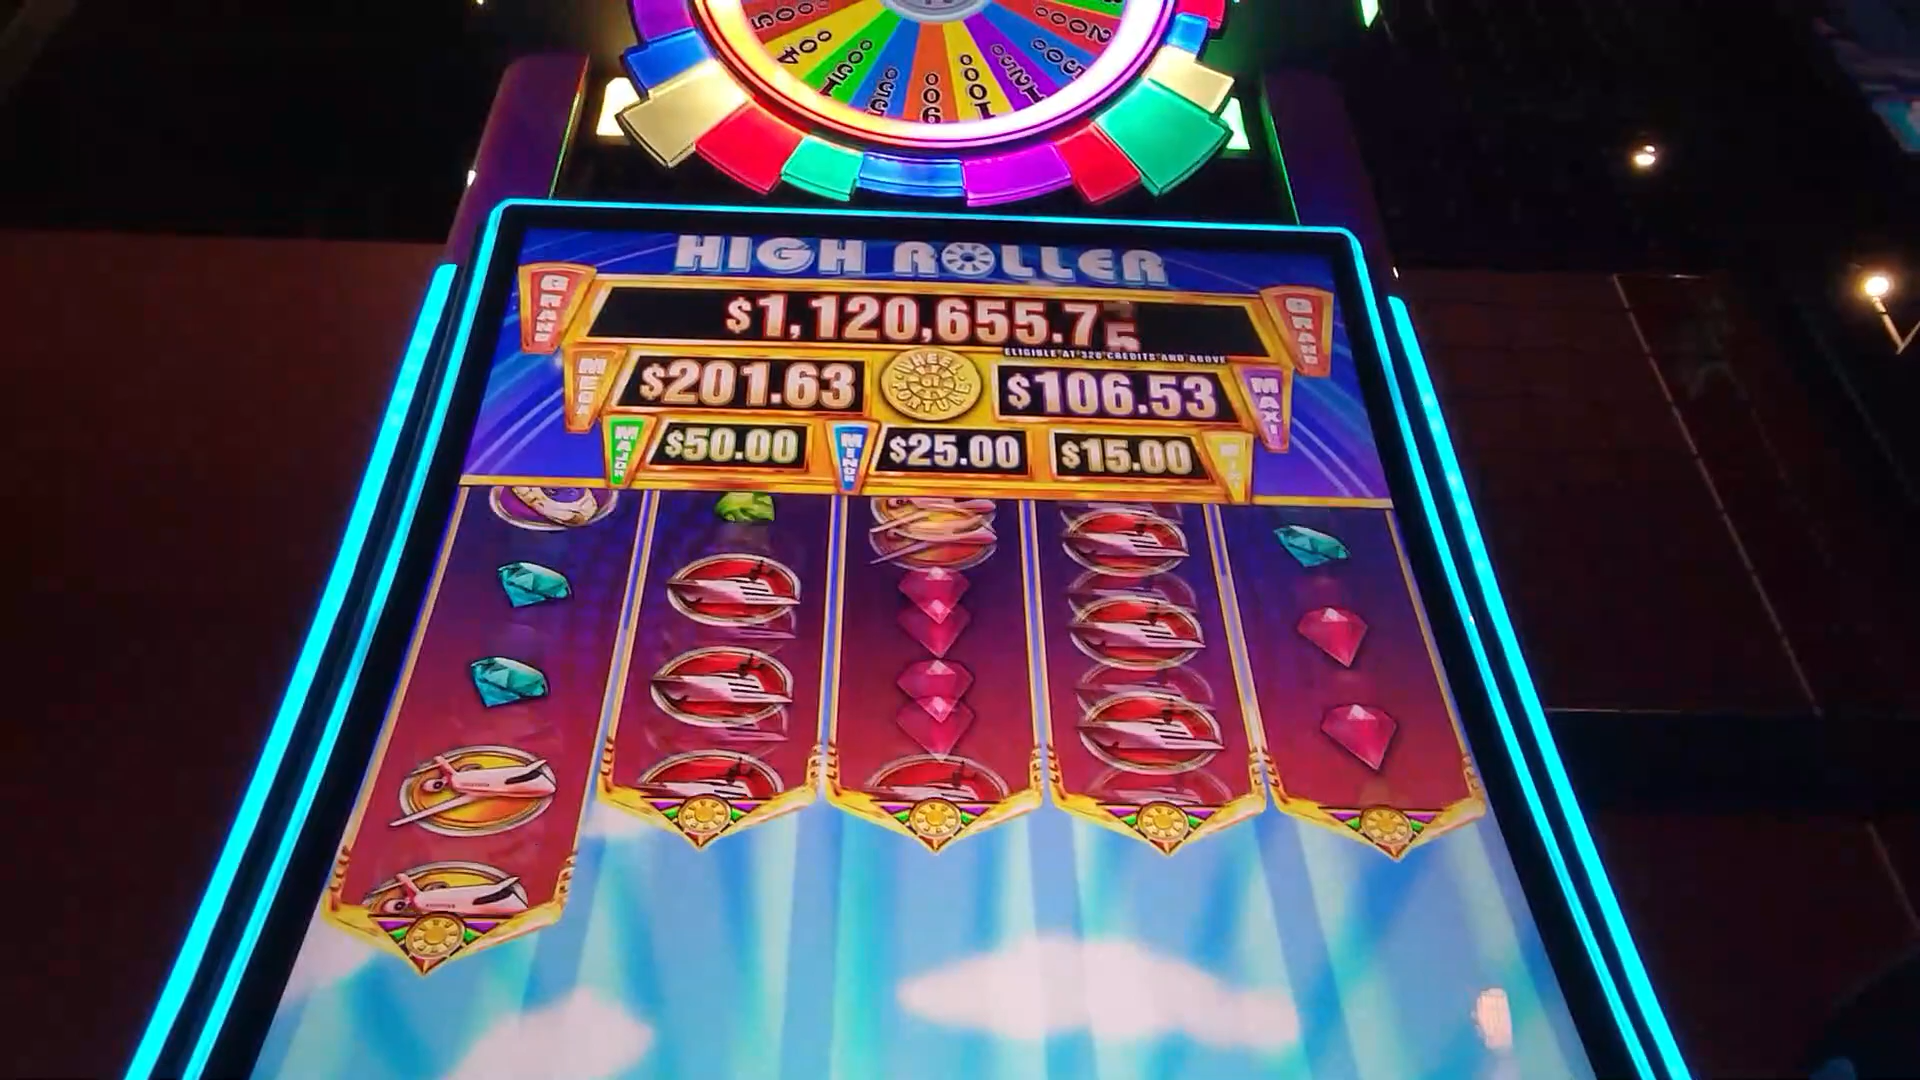 HIGH ROLLER
GRAND
$1,120,655.75
GRAND
ELIGIBLE AT 320 CREDITS AND ABOVE
MEGA
$201.63
WHEEL OF FORTUNE
$106.53
MAXI
MAJOR
$50.00
MINOR
$25.00
$15.00
MINI